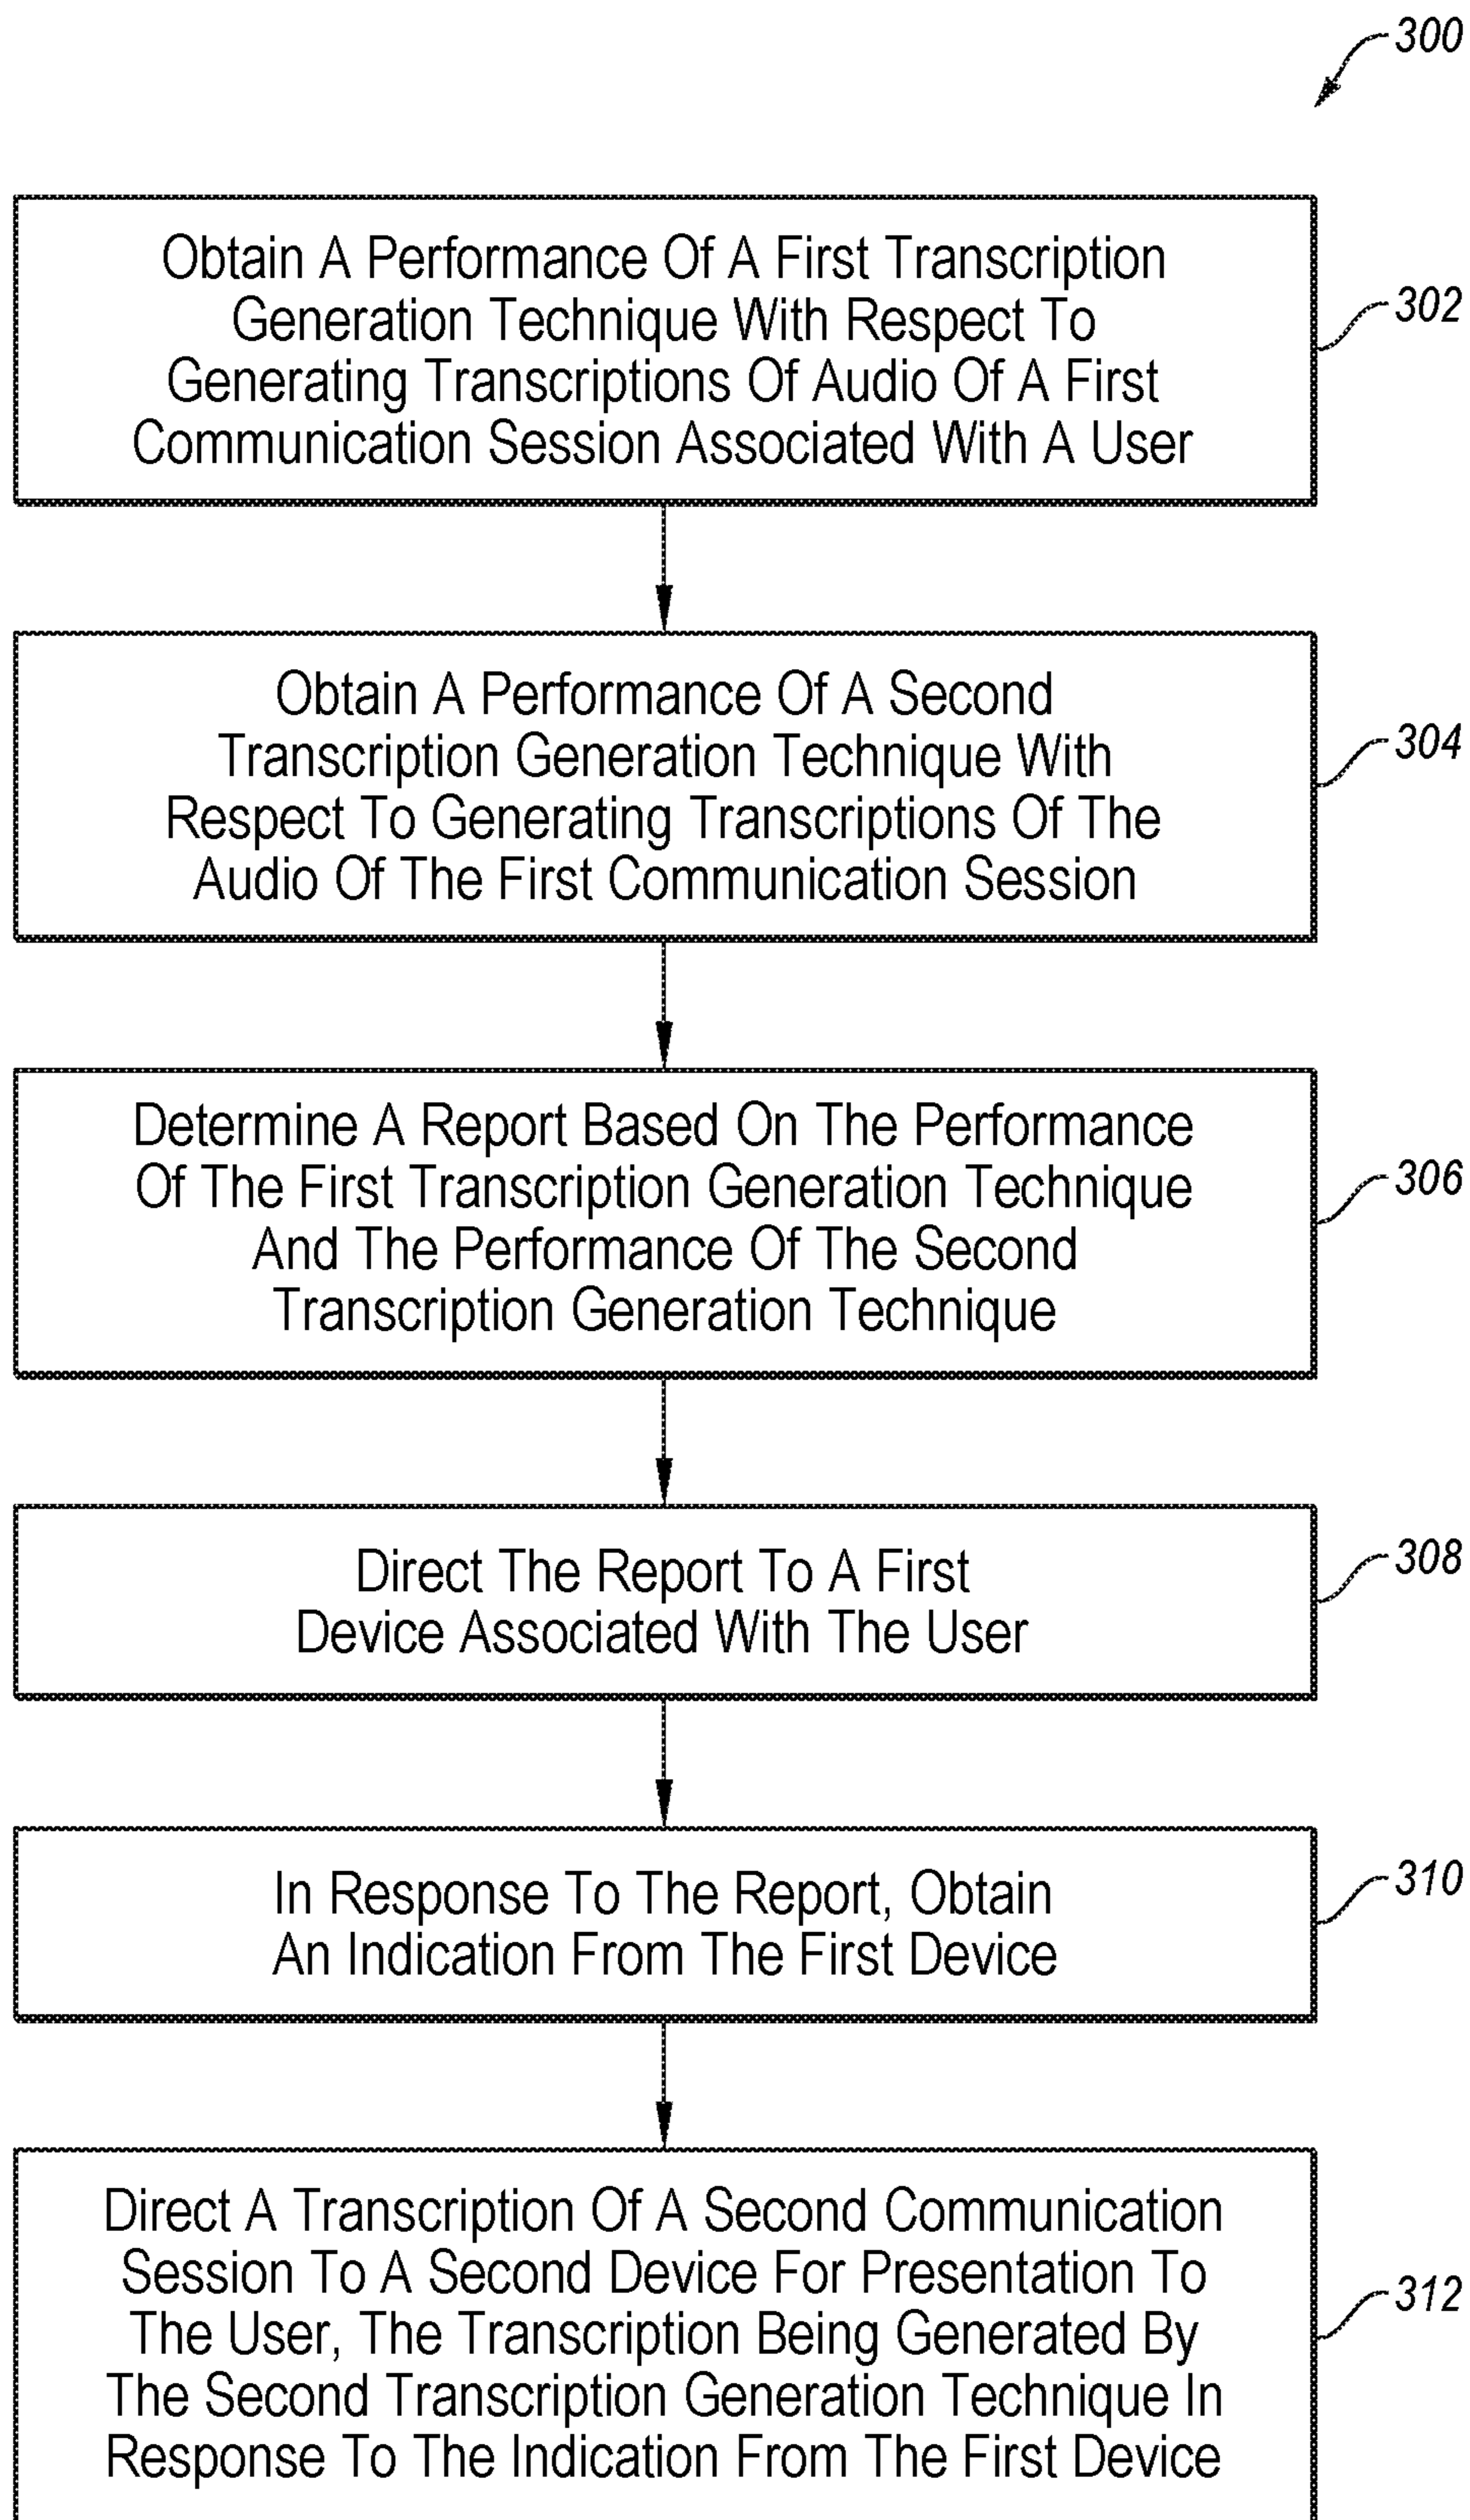 300
Obtain A Performance Of A First Transcription
Generation Technique With Respect To
Generating Transcriptions Of Audio Of A First
Communication Session Associated With A User
302
Obtain A Performance Of A Second
Transcription Generation Technique With
Respect To Generating Transcriptions Of The
Audio Of The First Communication Session
304
Determine A Report Based On The Performance
Of The First Transcription Generation Technique
And The Performance Of The Second
Transcription Generation Technique
306
Direct The Report To A First
Device Associated With The User
308
In Response To The Report, Obtain
An Indication From The First Device
310
Direct A Transcription Of A Second Communication
Session To A Second Device For Presentation To
The User, The Transcription Being Generated By
The Second Transcription Generation Technique In
Response To The Indication From The First Device
312